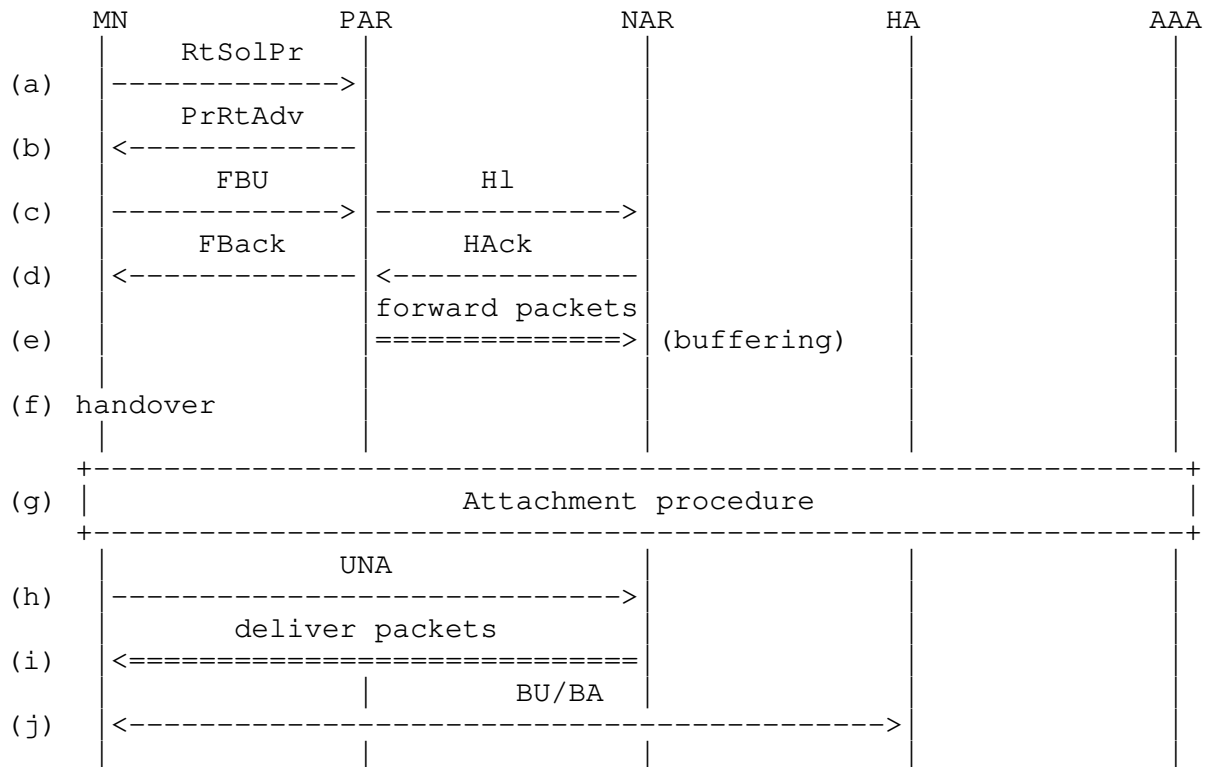 MN PAR NAR HA AAA
RtSolPr
(a)
PrRtAdv
(b)
FBU Hl
(c)
FBack HAck
(d)
forward packets
(e) (buffering)
(f) handover
(g) Attachment procedure
UNA
(h)
deliver packets
(i)
BU/BA
(j)